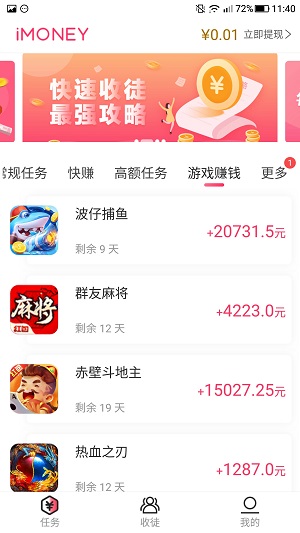 72% 11:40
iMONEY
¥0.01 立即提现>
快速收徒
最强攻略
常规任务 快赚 高额任务 游戏赚钱 更多 1
波仔捕鱼
+20731.5元
剩余 9 天
群友麻将
+4223.0元
剩余 12 天
麻将
赤壁斗地主
+15027.25元
剩余 19 天
热血之刃
+1287.0元
剩余 12 天
任务 收徒 我的